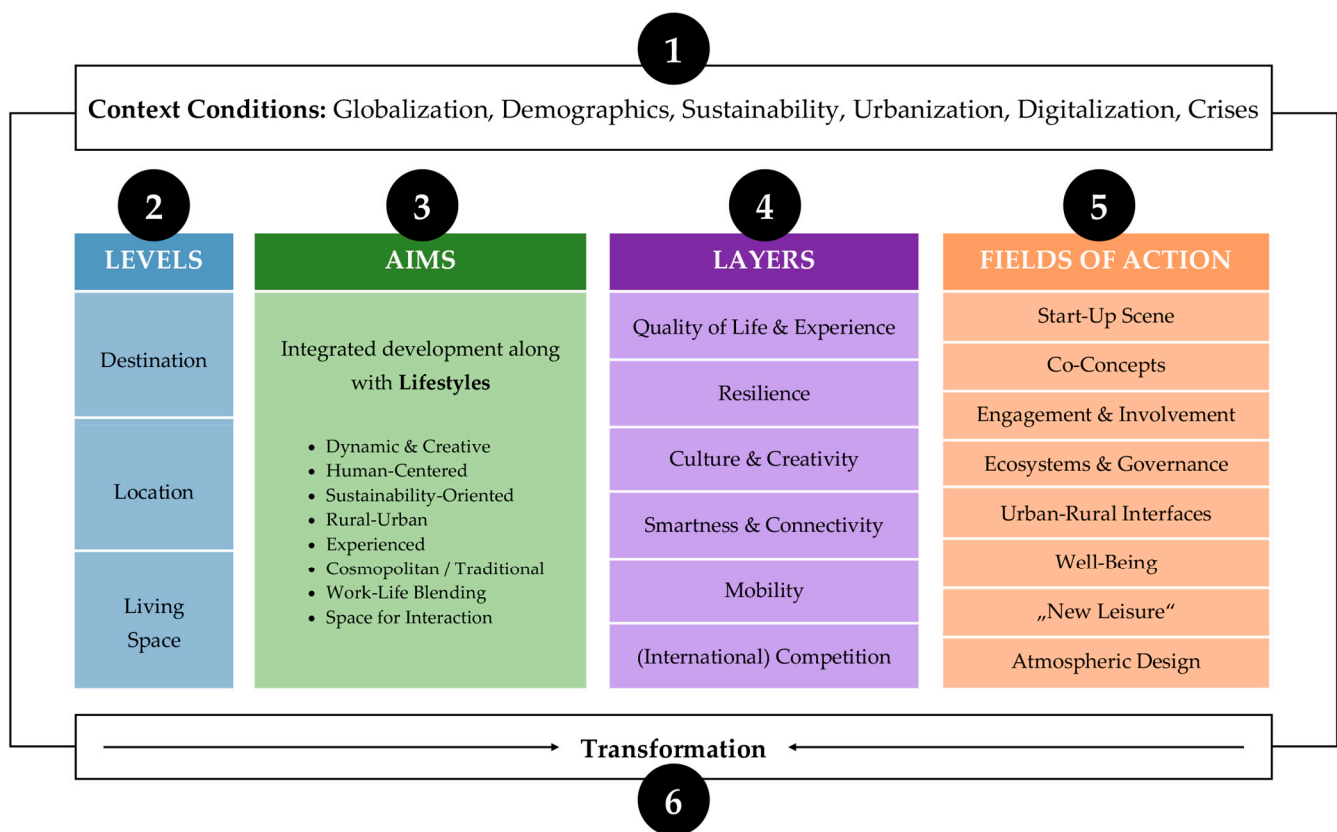 1
Context Conditions: Globalization, Demographics, Sustainability, Urbanization, Digitalization, Crises
2
LEVELS
Destination
Location
Living
Space
3
AIMS
Integrated development along
with Lifestyles
• Dynamic & Creative
• Human-Centered
• Sustainability-Oriented
• Rural-Urban
• Experienced
• Cosmopolitan / Traditional
• Work-Life Blending
• Space for Interaction
4
LAYERS
Quality of Life & Experience
Resilience
Culture & Creativity
Smartness & Connectivity
Mobility
(International) Competition
5
FIELDS OF ACTION
Start-Up Scene
Co-Concepts
Engagement & Involvement
Ecosystems & Governance
Urban-Rural Interfaces
Well-Being
„New Leisure“
Atmospheric Design
Transformation
6